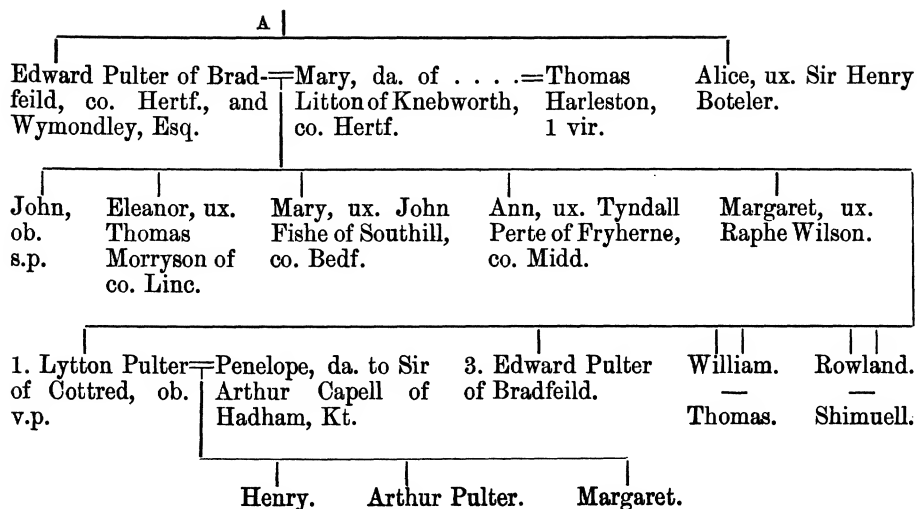 A
Edward Pulter of Brad-
feild, co. Hertf., and
Wymondley, Esq.
Mary, da. of . . . .
Litton of Knebworth,
co. Hertf.
=Thomas
Harleston,
1 vir.
Alice, ux. Sir Henry
Boteler.
John,
ob.
s.p.
Eleanor, ux.
Thomas
Morryson of
co. Linc.
Mary, ux. John
Fishe of Southill,
co. Bedf.
Ann, ux. Tyndall
Perte of Fryherne,
co. Midd.
Margaret, ux.
Raphe Wilson.
1. Lytton Pulter
of Cottred, ob.
v.p.
Penelope, da. to Sir
Arthur Capell of
Hadham, Kt.
3. Edward Pulter
of Bradfeild.
William.
—
Thomas.
Rowland.
—
Shimuell.
Henry.
Arthur Pulter.
Margaret.